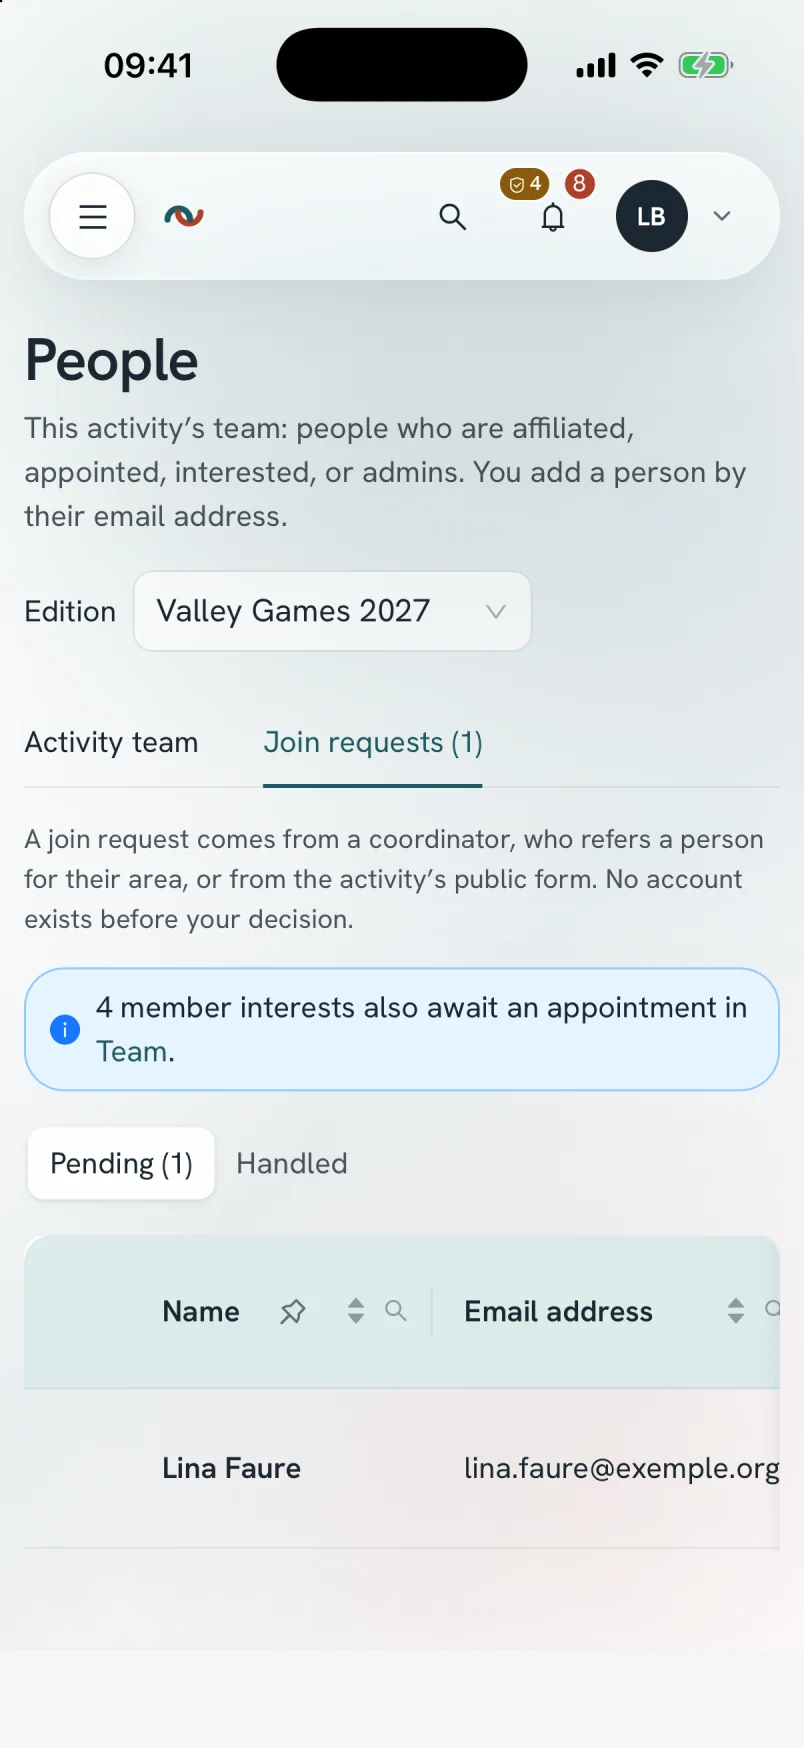 09:41
4
8
LB
People
This activity’s team: people who are affiliated,
appointed, interested, or admins. You add a person by
their email address.
Edition
Valley Games 2027
Activity team
Join requests (1)
A join request comes from a coordinator, who refers a person
for their area, or from the activity’s public form. No account
exists before your decision.
4 member interests also await an appointment in
Team.
Pending (1)
Handled
Name
Email address
Lina Faure
lina.faure@exemple.org